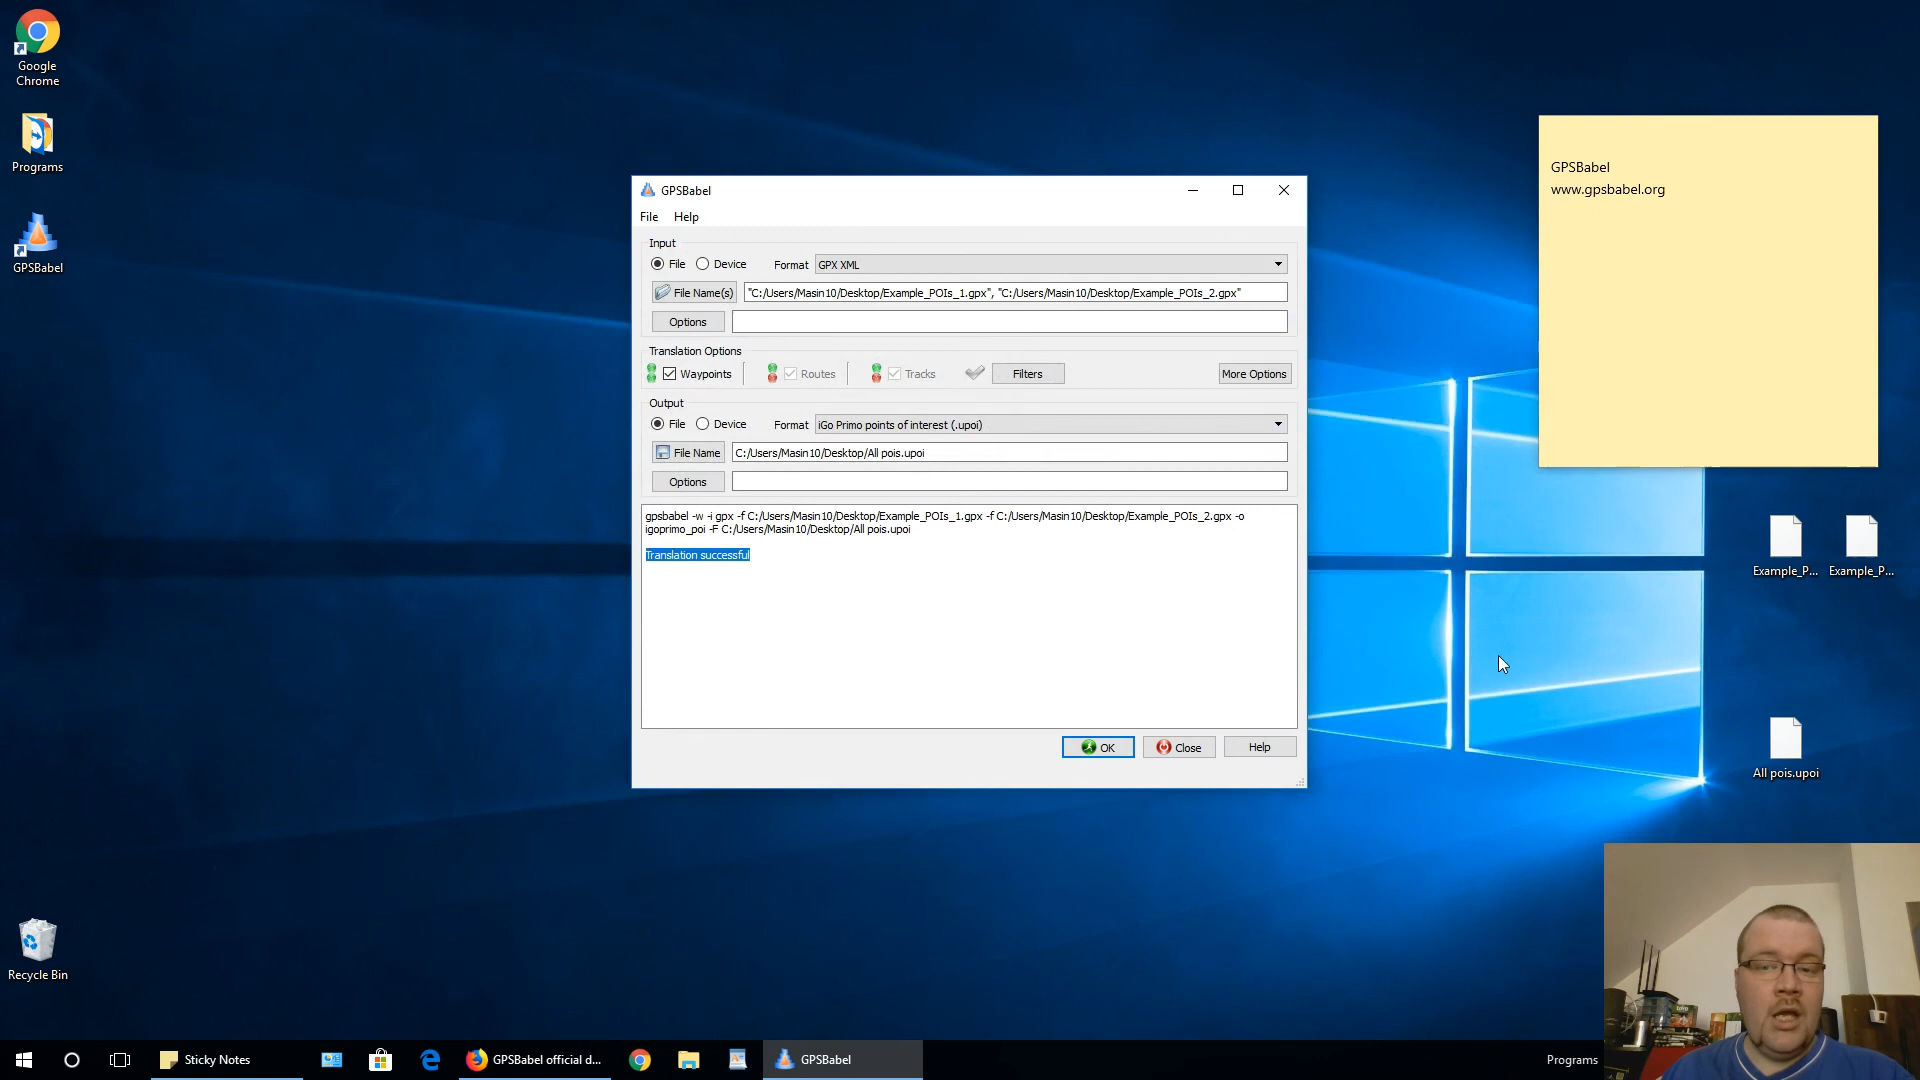 Google
Chrome
Programs
GPSBabel
Recycle Bin
GPSBabel
File Help
Input
File Device Format GPX XML
File Name(s) "C:/Users/Masin10/Desktop/Example_POIs_1.gpx", "C:/Users/Masin10/Desktop/Example_POIs_2.gpx"
Options
Translation Options
Waypoints Routes Tracks Filters More Options
Output
File Device Format iGo Primo points of interest (.upoi)
File Name C:/Users/Masin10/Desktop/All pois.upoi
Options
gpsbabel -w -i gpx -f C:/Users/Masin10/Desktop/Example_POIs_1.gpx -f C:/Users/Masin10/Desktop/Example_POIs_2.gpx -o
igoprimo_poi -F C:/Users/Masin10/Desktop/All pois.upoi
Translation successful
OK Close Help
GPSBabel
www.gpsbabel.org
Example_P... Example_P...
All pois.upoi
Sticky Notes GPSBabel official d... GPSBabel Programs